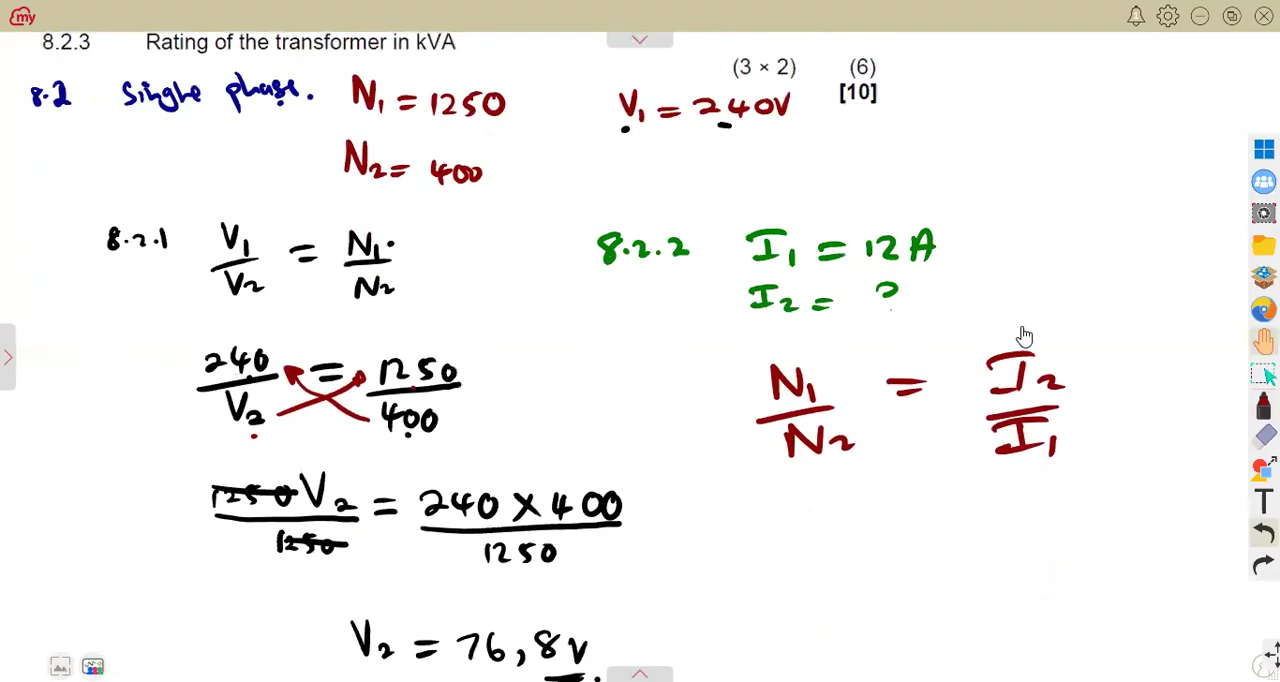 my
8.2.3 Rating of the transformer in kVA
(3 × 2) (6)
[10]
8.2 Single phase. N1 = 1250 V1 = 240V
N2 = 400
8.2.1 V1/V2 = N1/N2
240/V2 = 1250/400
1250V2/1250 = 240 × 400/1250
V2 = 76,8V
8.2.2 I1 = 12A
I2 = ?
N1/N2 = I2/I1
T